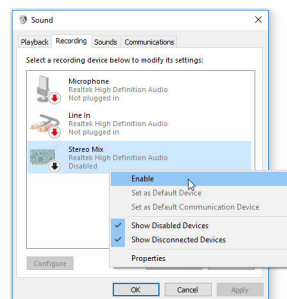 Sound
Playback Recording Sounds Communications
Select a recording device below to modify its settings:
Microphone
Realtek High Definition Audio
Not plugged in
Line In
Realtek High Definition Audio
Not plugged in
Stereo Mix
Realtek High Definition Audio
Disabled
Enable
Set as Default Device
Set as Default Communication Device
Show Disabled Devices
Show Disconnected Devices
Properties
Configure
OK Cancel Apply